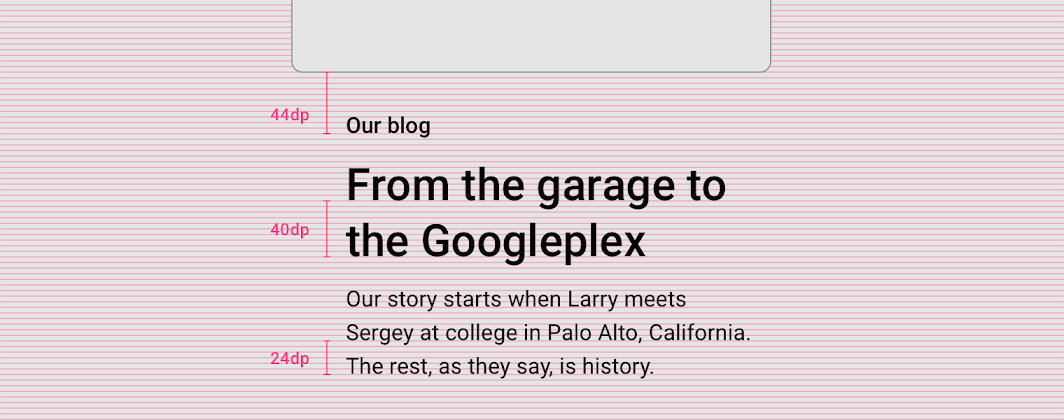 44dp
Our blog
From the garage to
40dp
the Googleplex
Our story starts when Larry meets
Sergey at college in Palo Alto, California.
24dp
The rest, as they say, is history.